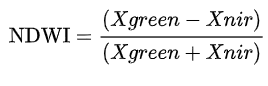 NDWI = (Xgreen − Xnir) / (Xgreen + Xnir)